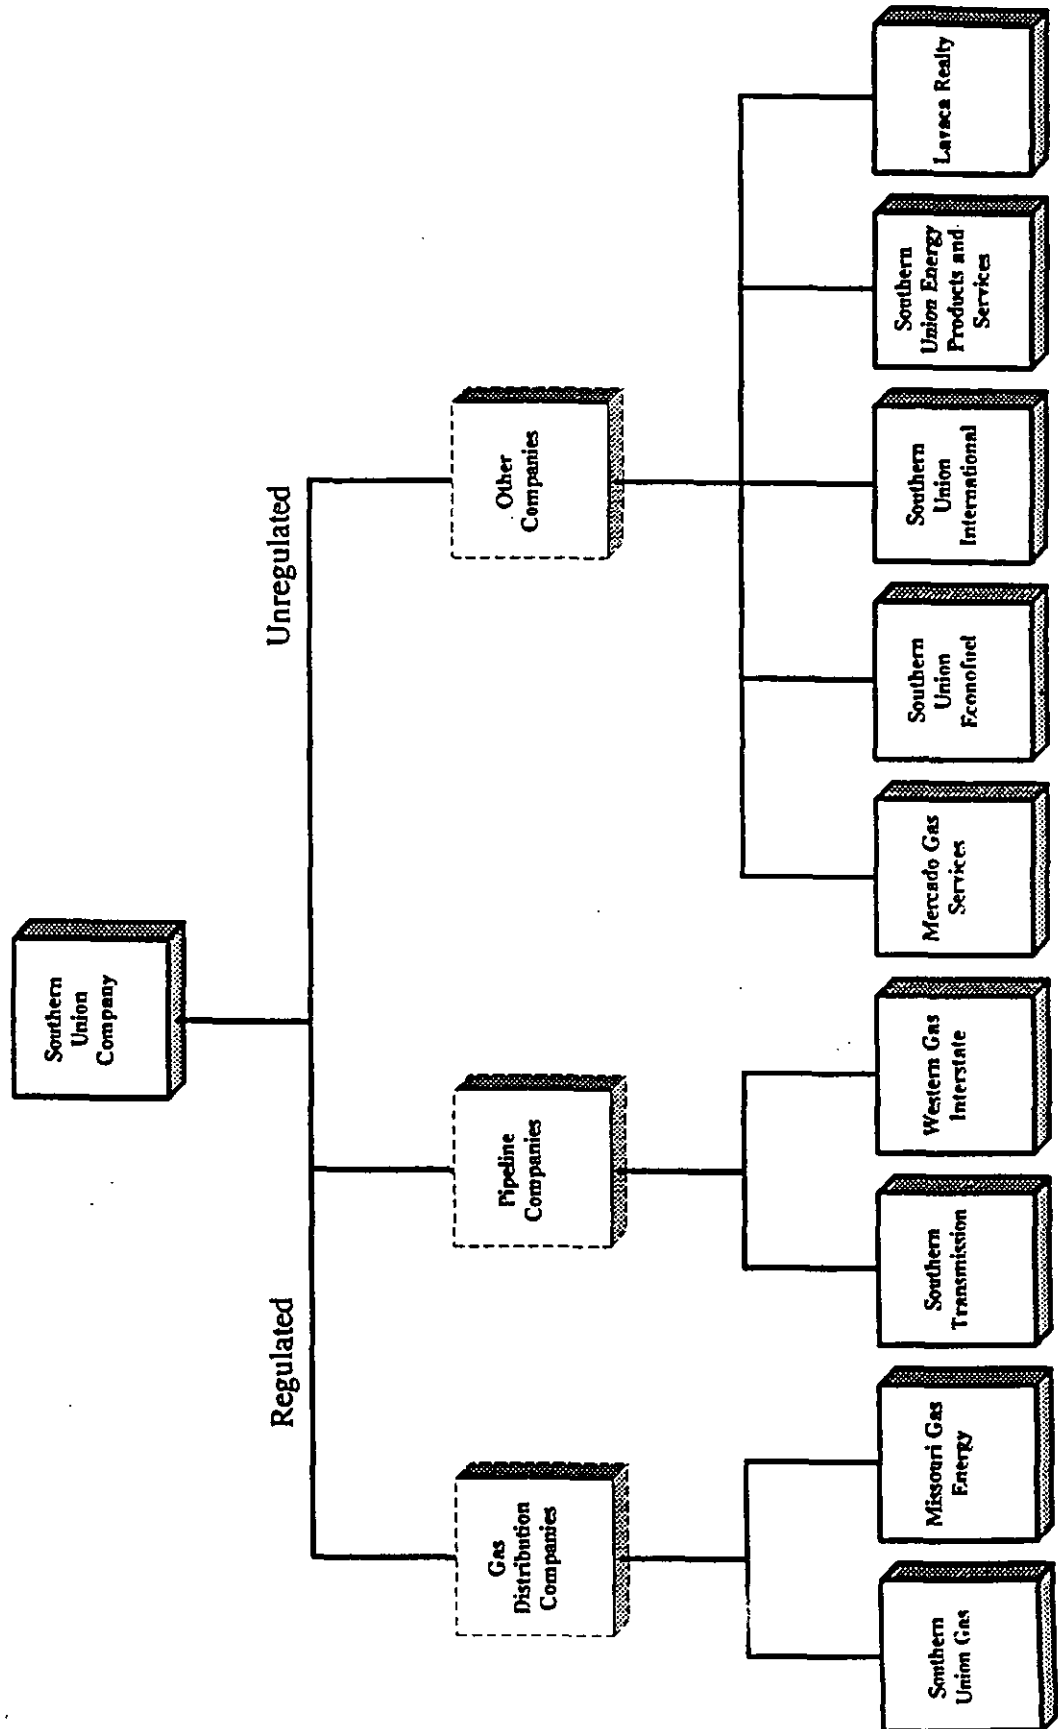 Southern
Union
Company
Regulated
Unregulated
Gas
Distribution
Companies
Pipeline
Companies
Other
Companies
Southern
Union Gas
Missouri Gas
Energy
Southern
Transmission
Western Gas
Interstate
Mercado Gas
Services
Southern
Union
Econofuel
Southern
Union
International
Southern
Union Energy
Products and
Services
Lavaca Realty